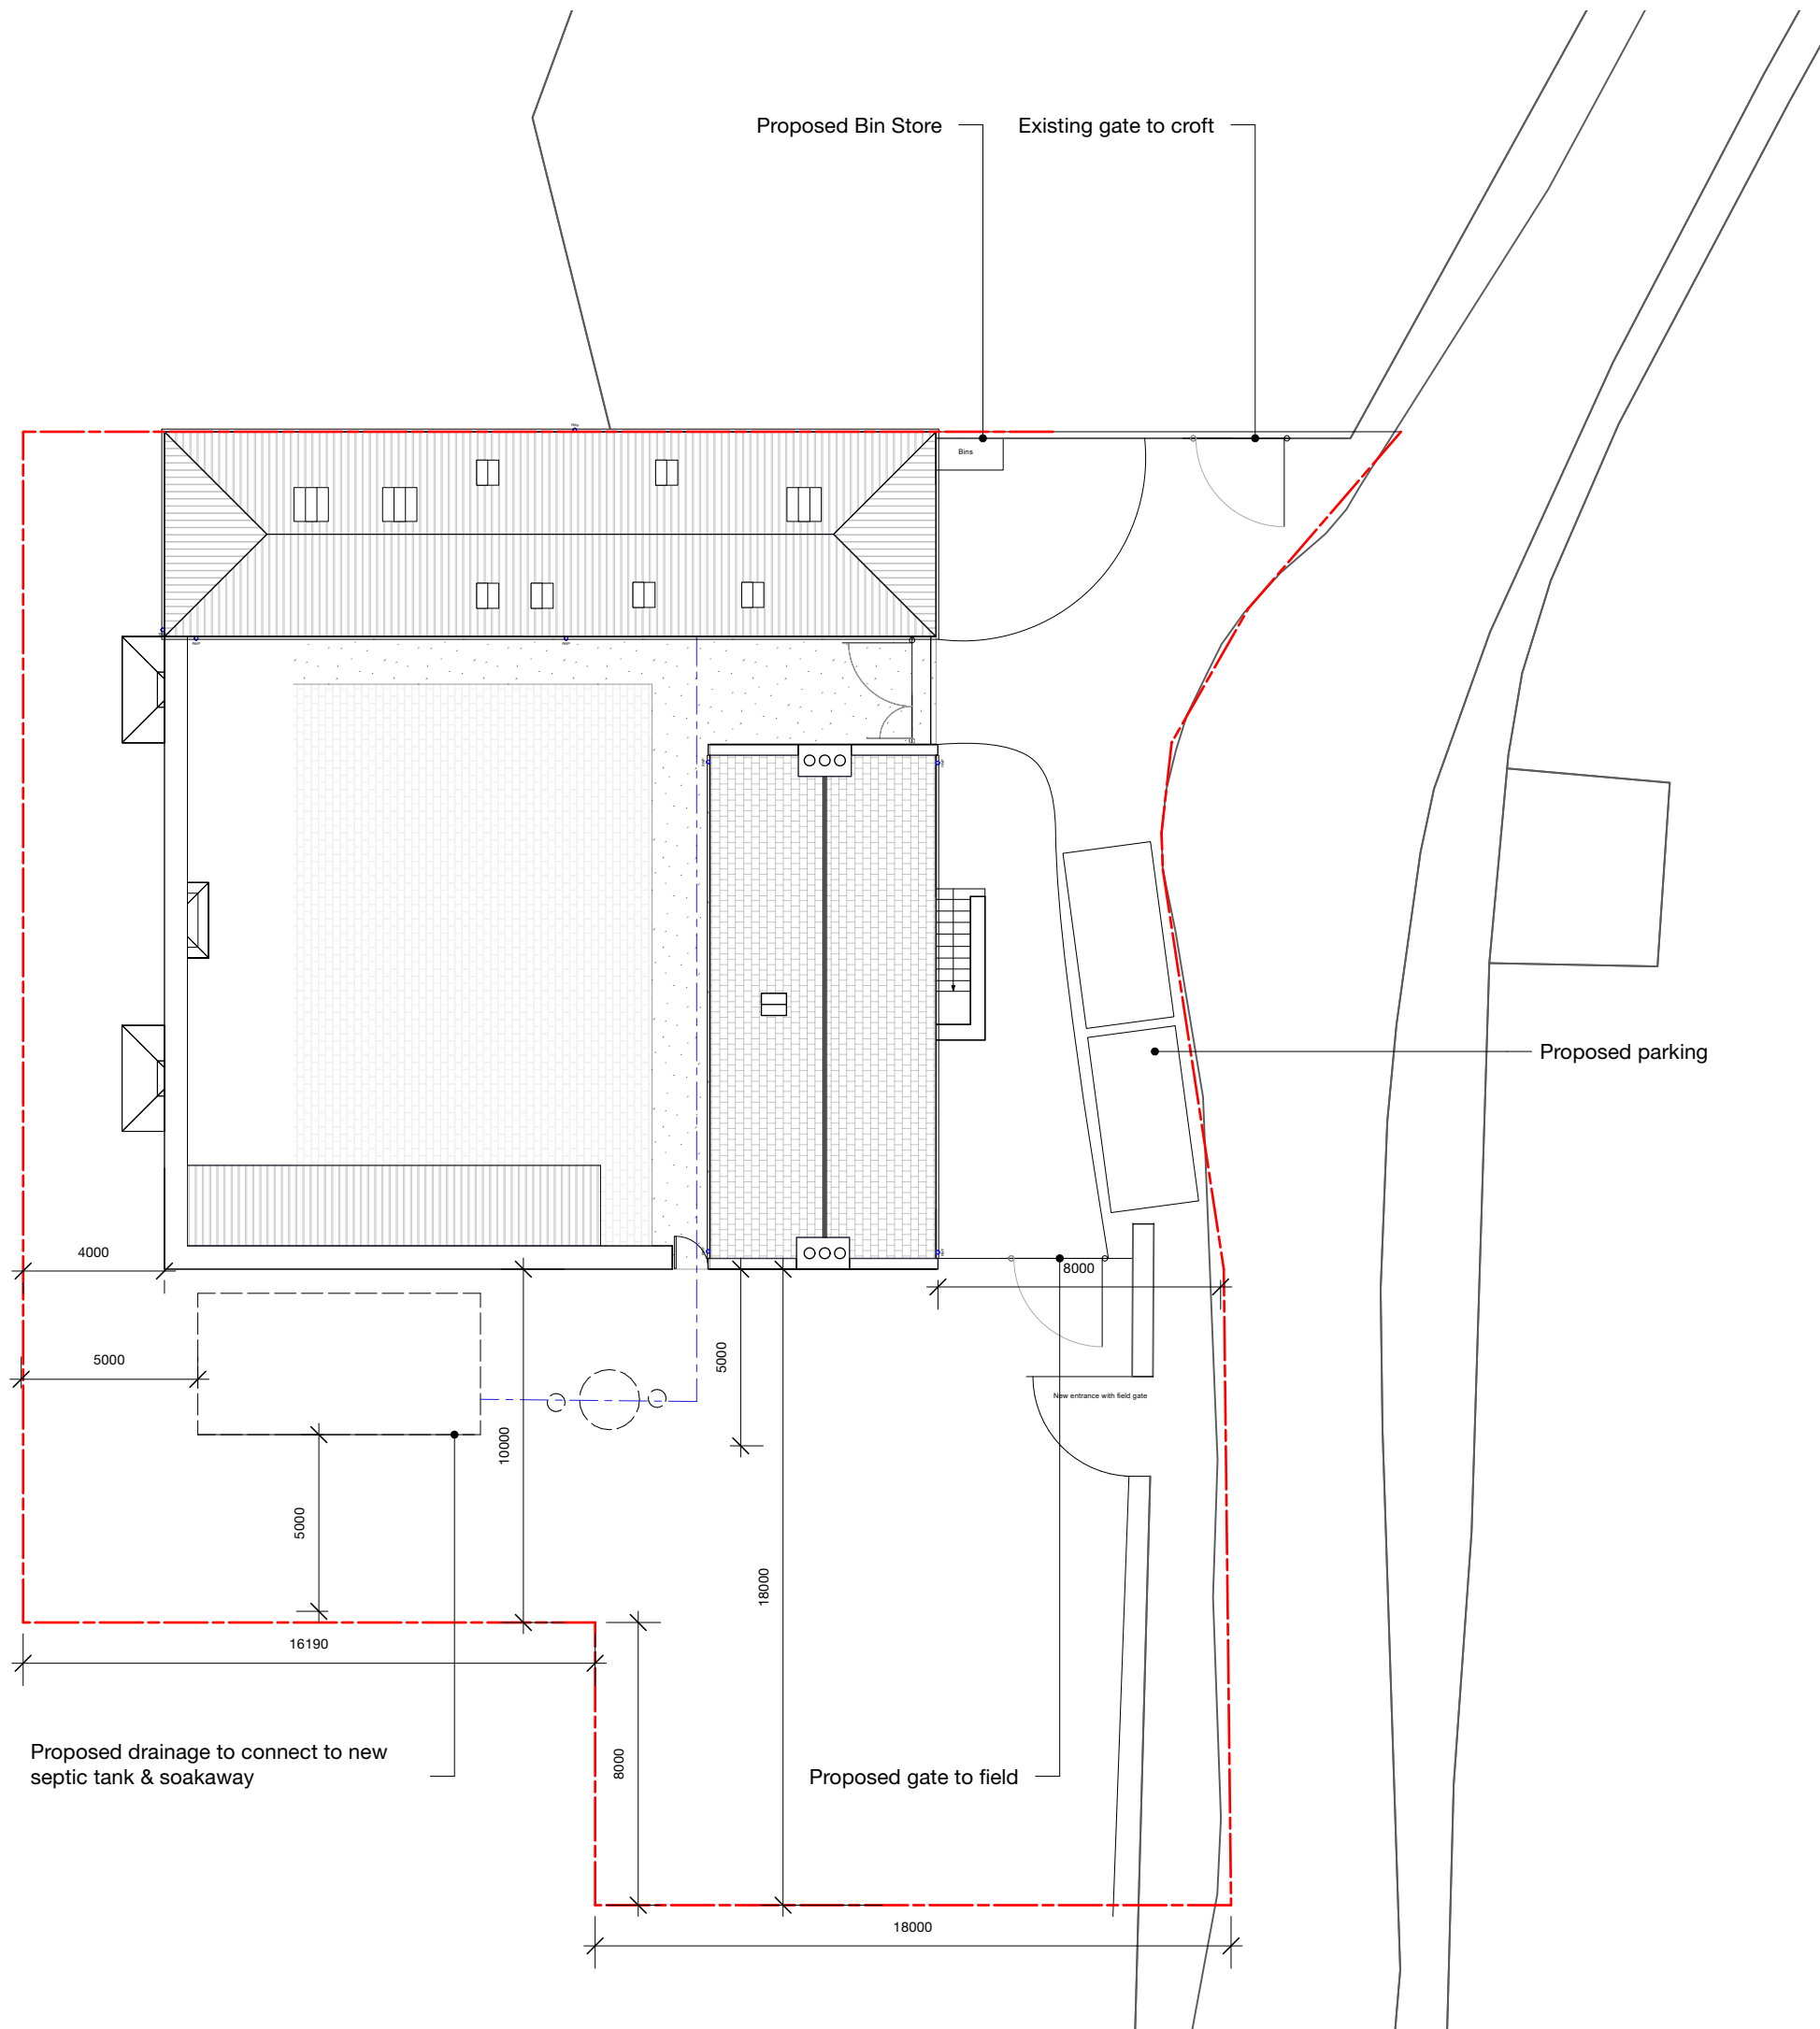 Proposed Bin Store
Existing gate to croft
Bins
Proposed parking
4000
8000
5000
5000
New entrance with field gate
10000
5000
18000
16190
8000
Proposed drainage to connect to new
septic tank & soakaway
Proposed gate to field
18000